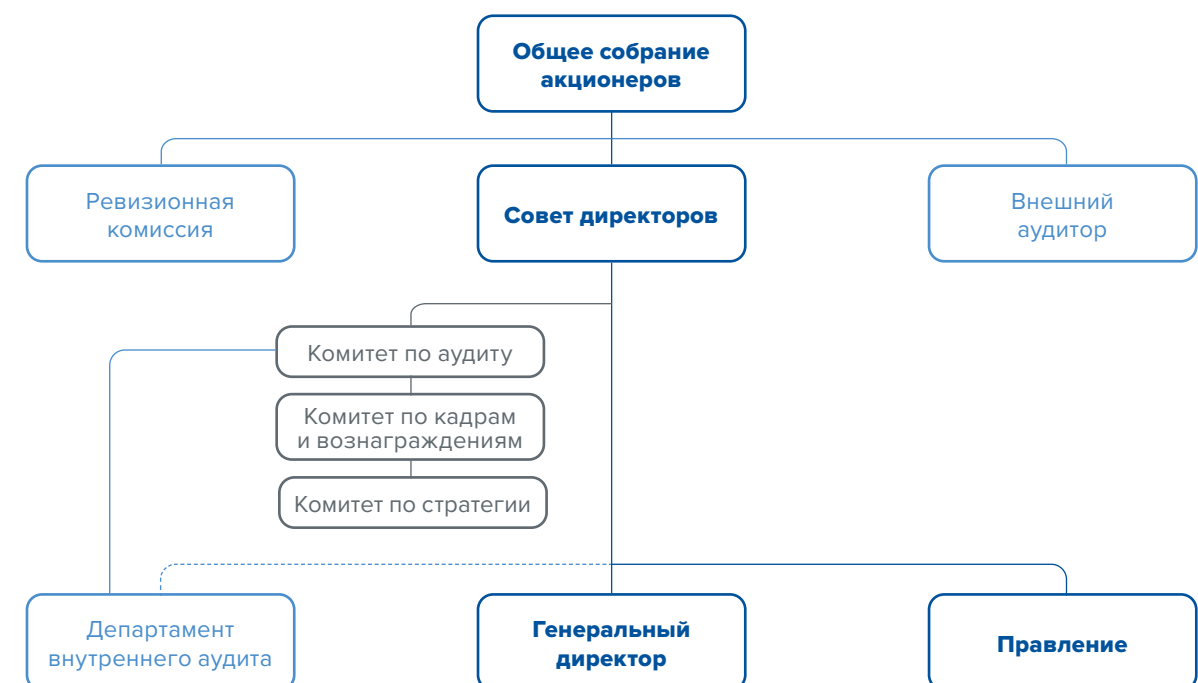 Общее собрание
акционеров
Ревизионная
комиссия
Совет директоров
Внешний
аудитор
Комитет по аудиту
Комитет по кадрам
и вознаграждениям
Комитет по стратегии
Департамент
внутреннего аудита
Генеральный
директор
Правление